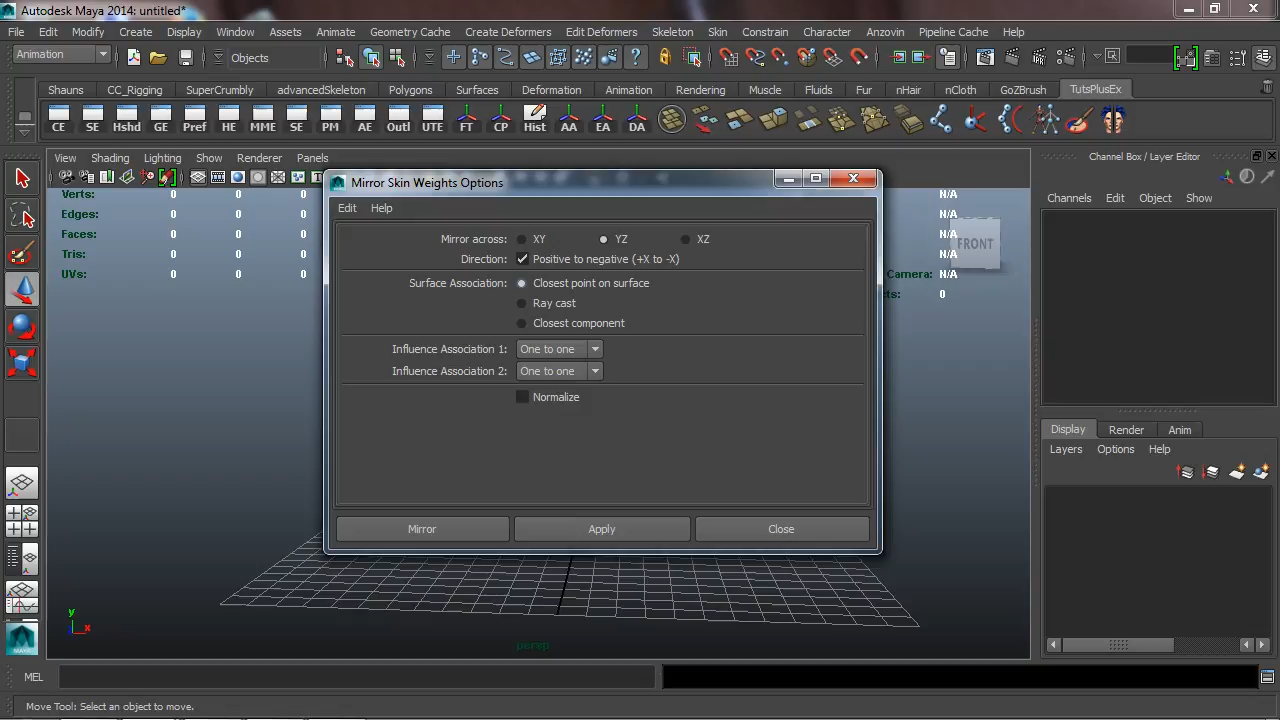 Autodesk Maya 2014: untitled*
File Edit Modify Create Display Window Assets Animate Geometry Cache Create Deformers Edit Deformers Skeleton Skin Constrain Character Anzovin Pipeline Cache Help
Animation Objects
Shauns CC_Rigging SuperCrumbly advancedSkeleton Polygons Surfaces Deformation Animation Rendering Muscle Fluids Fur nHair nCloth GoZBrush TutsPlusEx
CE SE Hshd GE Pref HE MME SE PM AE Outl UTE FT CP Hist AA EA DA
View Shading Lighting Show Renderer Panels
Channel Box / Layer Editor
Channels Edit Object Show
Verts: 0 0 0
Edges: 0 0 0
Faces: 0 0 0
Tris: 0 0 0
UVs: 0 0 0
N/A
N/A
N/A
N/A
Camera: N/A
0
FRONT
Mirror Skin Weights Options
Edit Help
Mirror across: XY YZ XZ
Direction: Positive to negative (+X to -X)
Surface Association: Closest point on surface
Ray cast
Closest component
Influence Association 1: One to one
Influence Association 2: One to one
Normalize
Mirror Apply Close
Display Render Anim
Layers Options Help
y
x
persp
MAYA
MEL
Move Tool: Select an object to move.